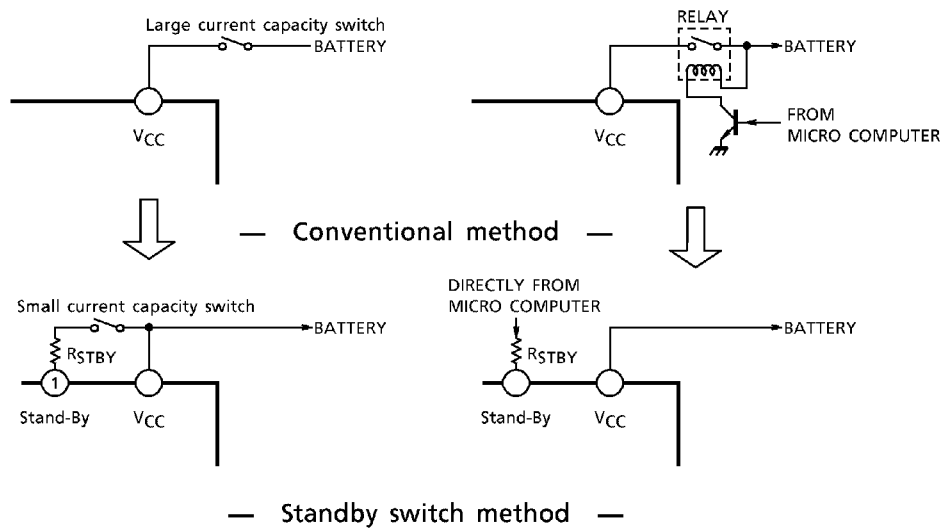 Large current capacity switch
BATTERY
VCC
RELAY
BATTERY
VCC
FROM
MICRO COMPUTER
— Conventional method —
Small current capacity switch
BATTERY
RSTBY
1
Stand-By
VCC
DIRECTLY FROM
MICRO COMPUTER
BATTERY
RSTBY
Stand-By
VCC
— Standby switch method —